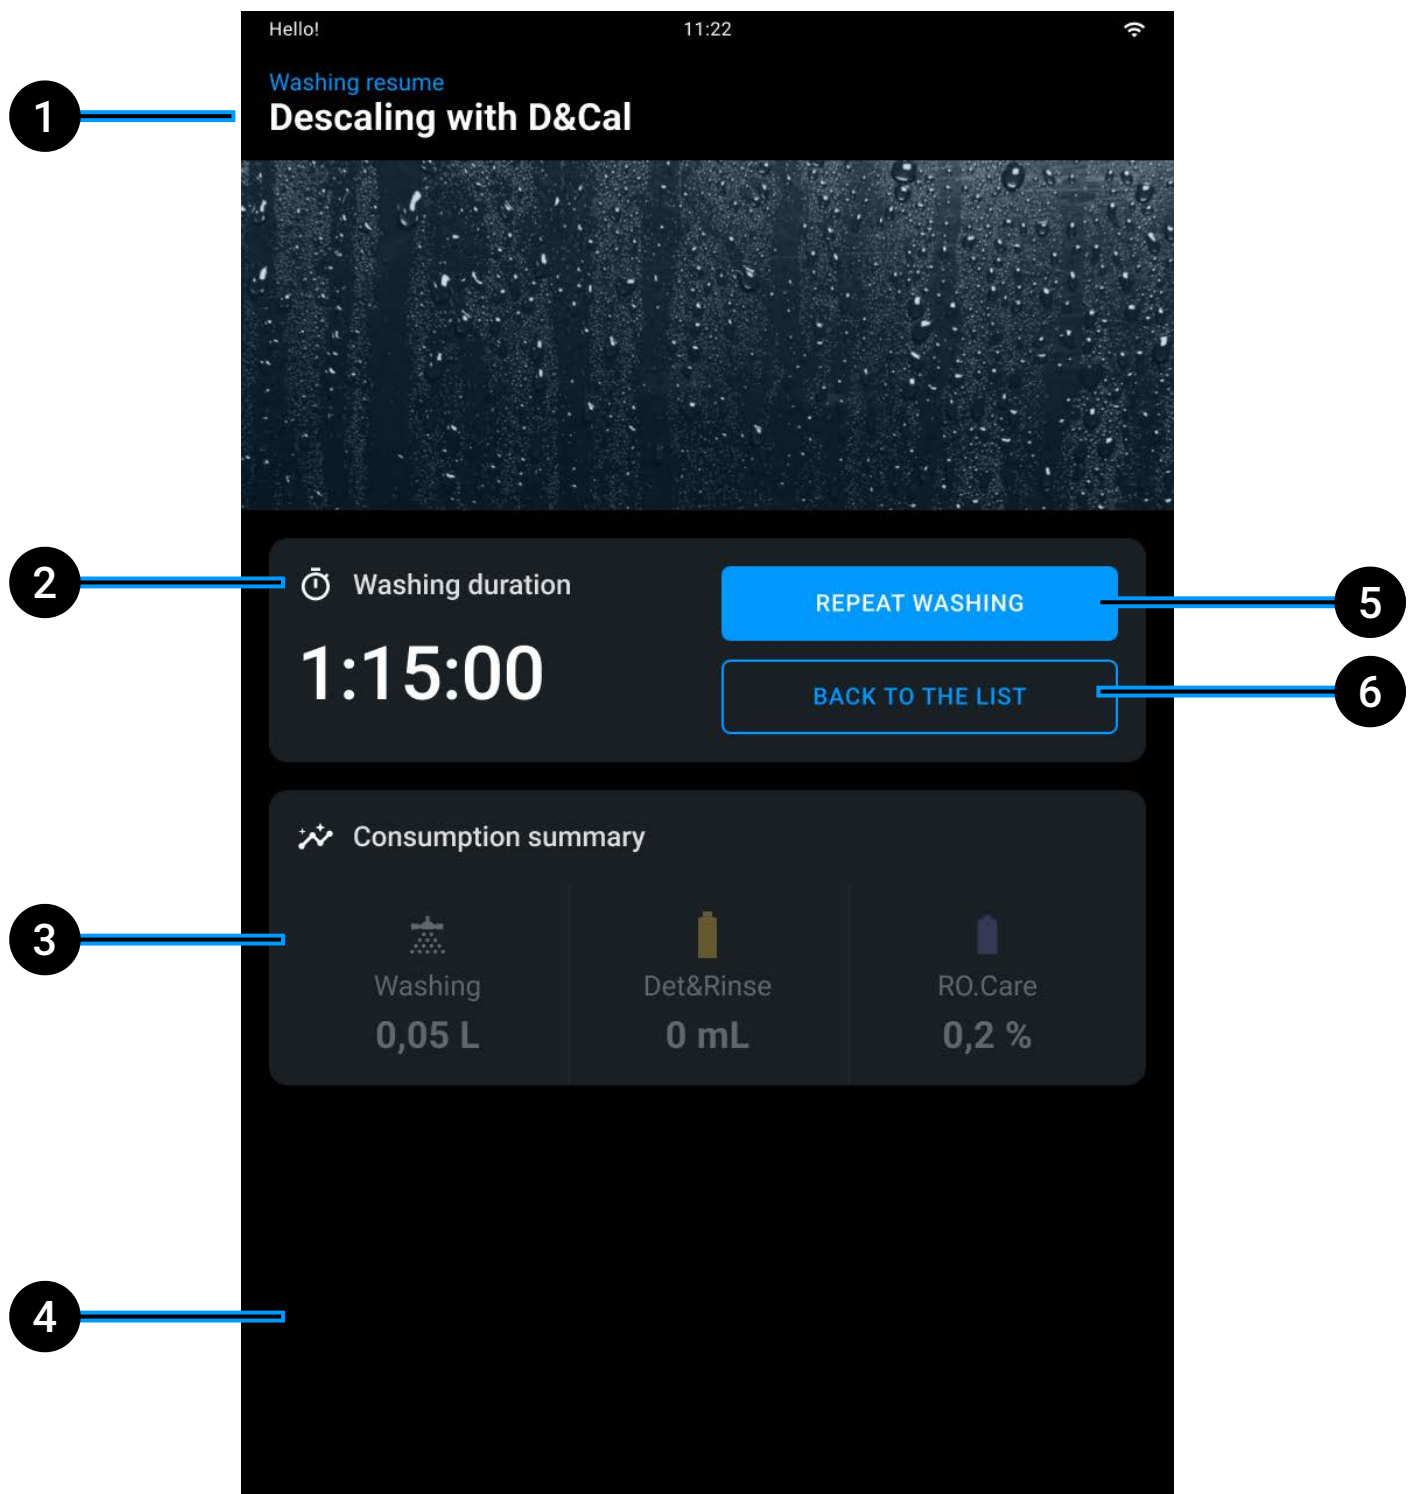 Hello!
11:22
Washing resume
1
Descaling with D&Cal
2
Washing duration
REPEAT WASHING
5
1:15:00
BACK TO THE LIST
6
Consumption summary
3
Washing
Det&Rinse
RO.Care
0,05 L
0 mL
0,2 %
4